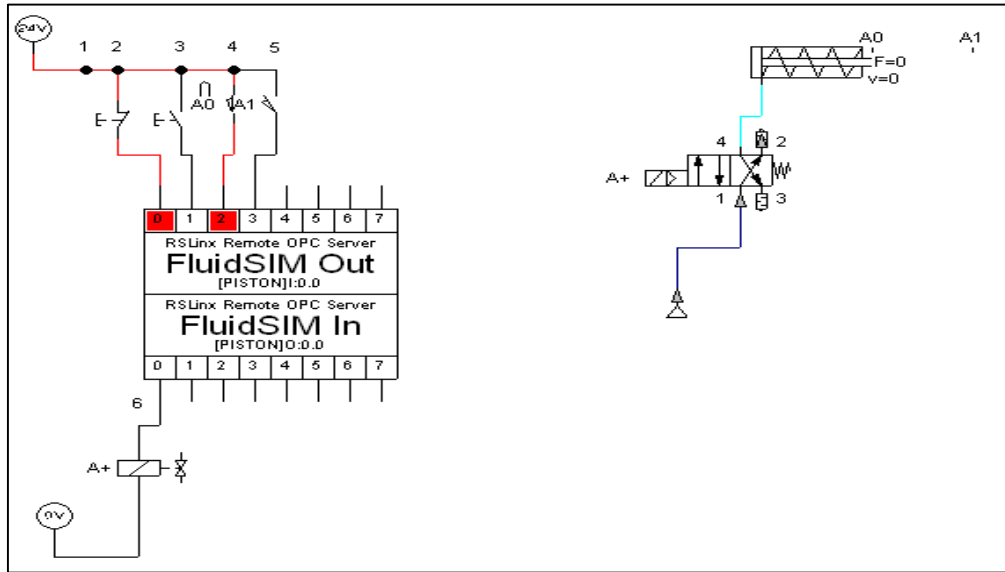 24V
1 2 3 4 5
A0 A1
E
E
0 1 2 3 4 5 6 7
RSLinx Remote OPC Server
FluidSIM Out
[PISTON]I:0.0
RSLinx Remote OPC Server
FluidSIM In
[PISTON]O:0.0
0 1 2 3 4 5 6 7
6
A+
0V
A0 A1
F=0
v=0
4 2
A+
1 3